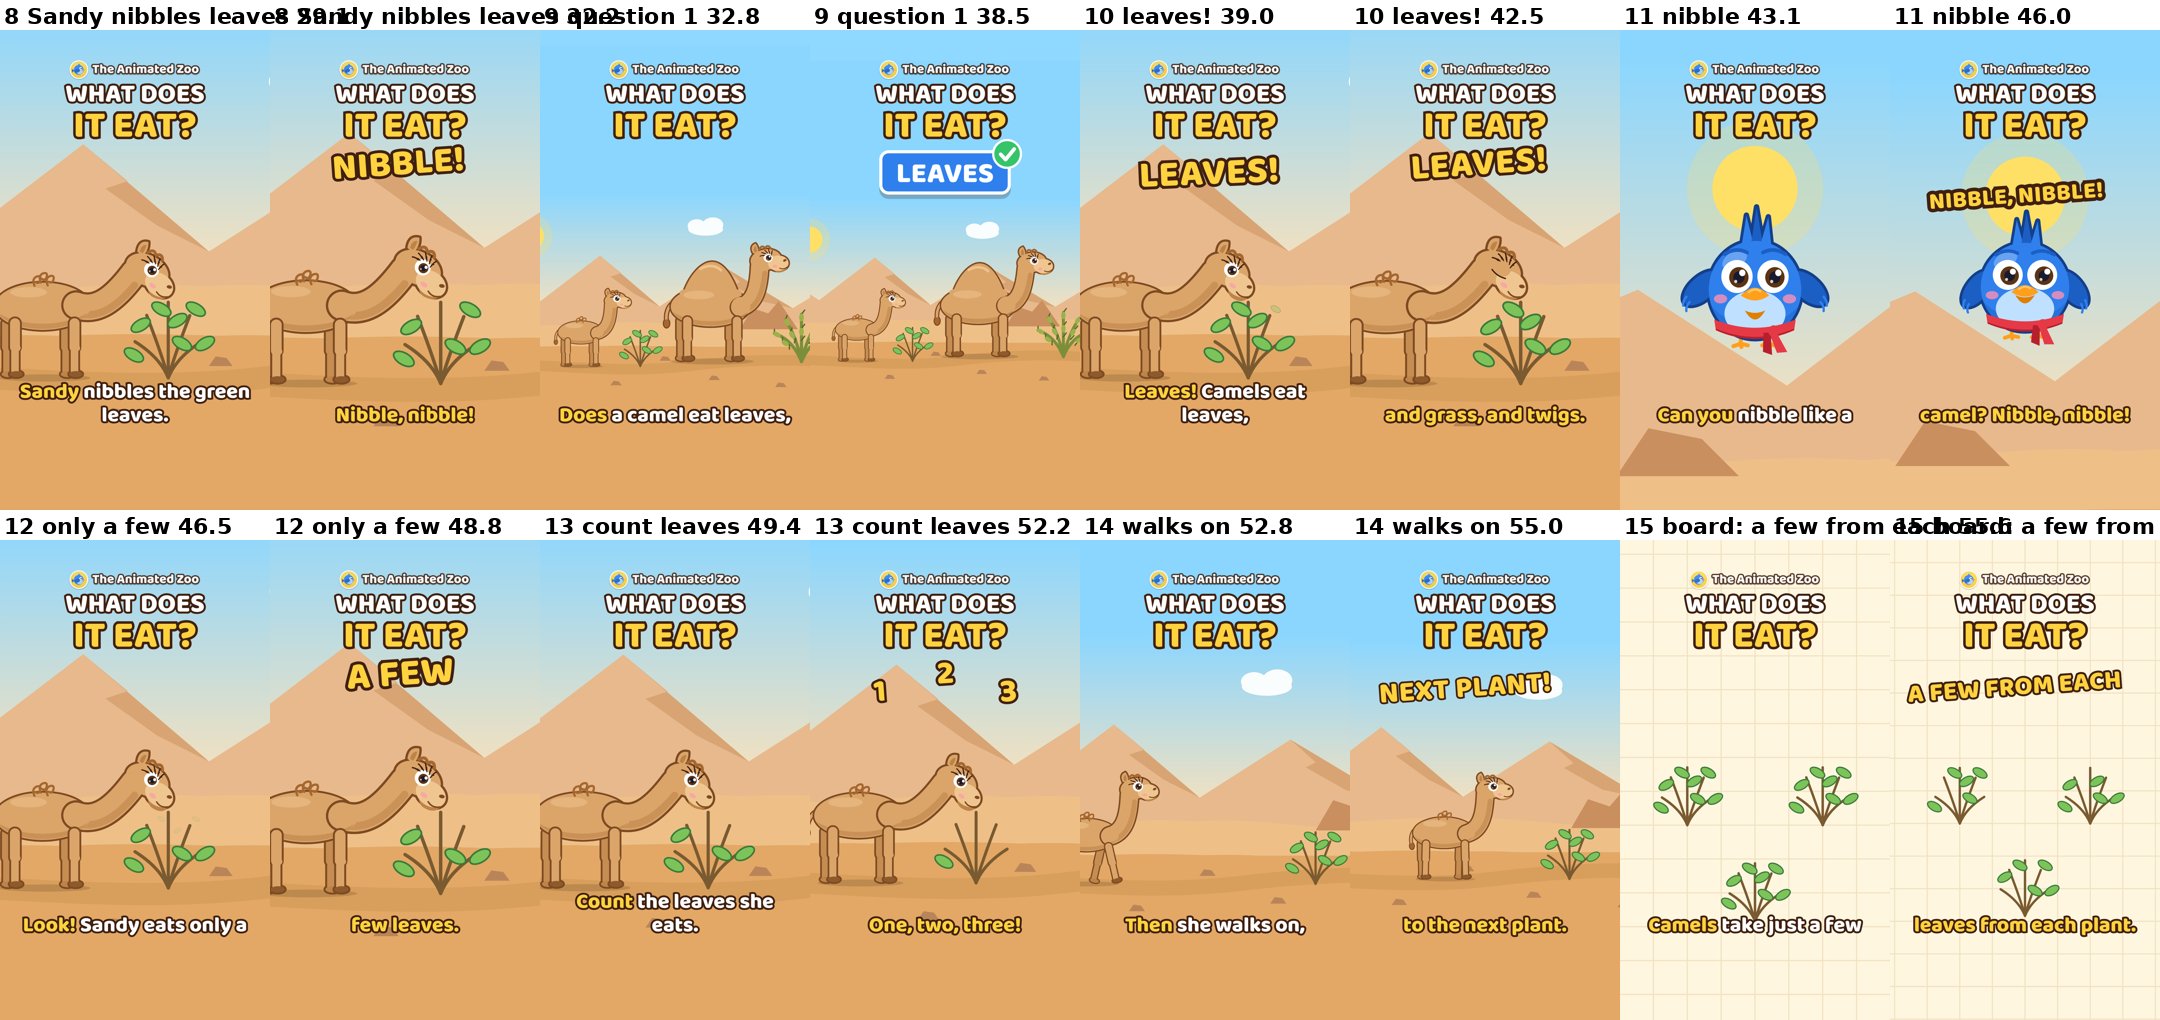 8 Sandy nibbles leaves 29.1
8 Sandy nibbles leaves 32.2
9 question 1 32.8
9 question 1 38.5
10 leaves! 39.0
10 leaves! 42.5
11 nibble 43.1
11 nibble 46.0
The Animated Zoo
WHAT DOES
IT EAT?
Sandy nibbles the green
leaves.
The Animated Zoo
WHAT DOES
IT EAT?
NIBBLE!
Nibble, nibble!
The Animated Zoo
WHAT DOES
IT EAT?
Does a camel eat leaves,
The Animated Zoo
WHAT DOES
IT EAT?
LEAVES
The Animated Zoo
WHAT DOES
IT EAT?
LEAVES!
Leaves! Camels eat
leaves,
The Animated Zoo
WHAT DOES
IT EAT?
LEAVES!
and grass, and twigs.
The Animated Zoo
WHAT DOES
IT EAT?
Can you nibble like a
The Animated Zoo
WHAT DOES
IT EAT?
NIBBLE, NIBBLE!
camel? Nibble, nibble!
12 only a few 46.5
12 only a few 48.8
13 count leaves 49.4
13 count leaves 52.2
14 walks on 52.8
14 walks on 55.0
15 board: a few from each
15 board: a few from
The Animated Zoo
WHAT DOES
IT EAT?
Look! Sandy eats only a
The Animated Zoo
WHAT DOES
IT EAT?
A FEW
few leaves.
The Animated Zoo
WHAT DOES
IT EAT?
Count the leaves she
eats.
The Animated Zoo
WHAT DOES
IT EAT?
1 2 3
One, two, three!
The Animated Zoo
WHAT DOES
IT EAT?
Then she walks on,
The Animated Zoo
WHAT DOES
IT EAT?
NEXT PLANT!
to the next plant.
The Animated Zoo
WHAT DOES
IT EAT?
Camels take just a few
The Animated Zoo
WHAT DOES
IT EAT?
A FEW FROM EACH
leaves from each plant.